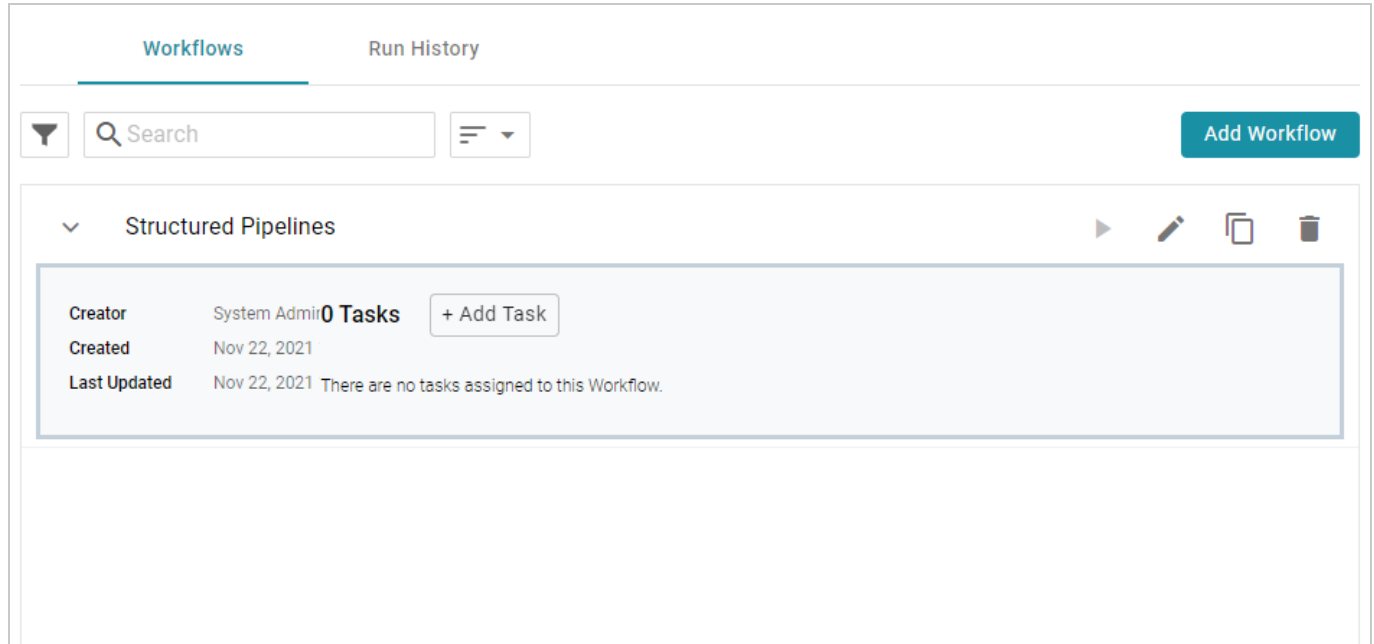 Workflows Run History
Search Add Workflow
Structured Pipelines
Creator System Admin 0 Tasks + Add Task
Created Nov 22, 2021
Last Updated Nov 22, 2021 There are no tasks assigned to this Workflow.